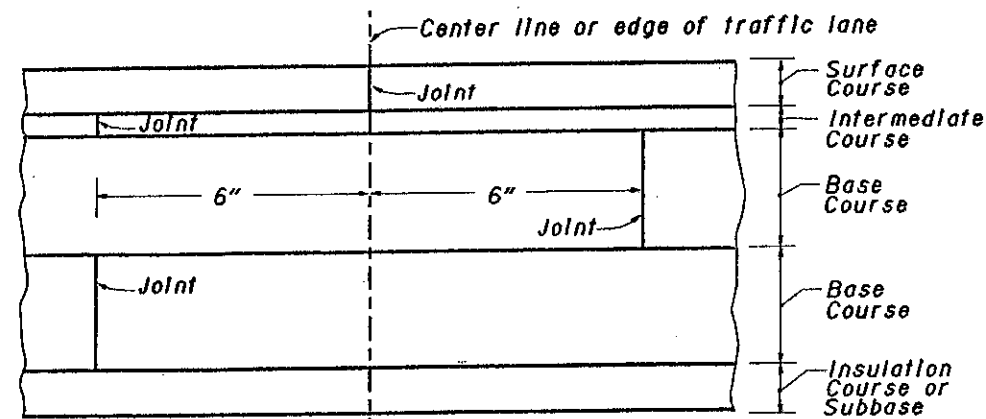 Center line or edge of traffic lane
Surface
Course
Joint
Joint
Intermediate
Course
6"
6"
Base
Course
Joint
Joint
Base
Course
Insulation
Course or
Subbase